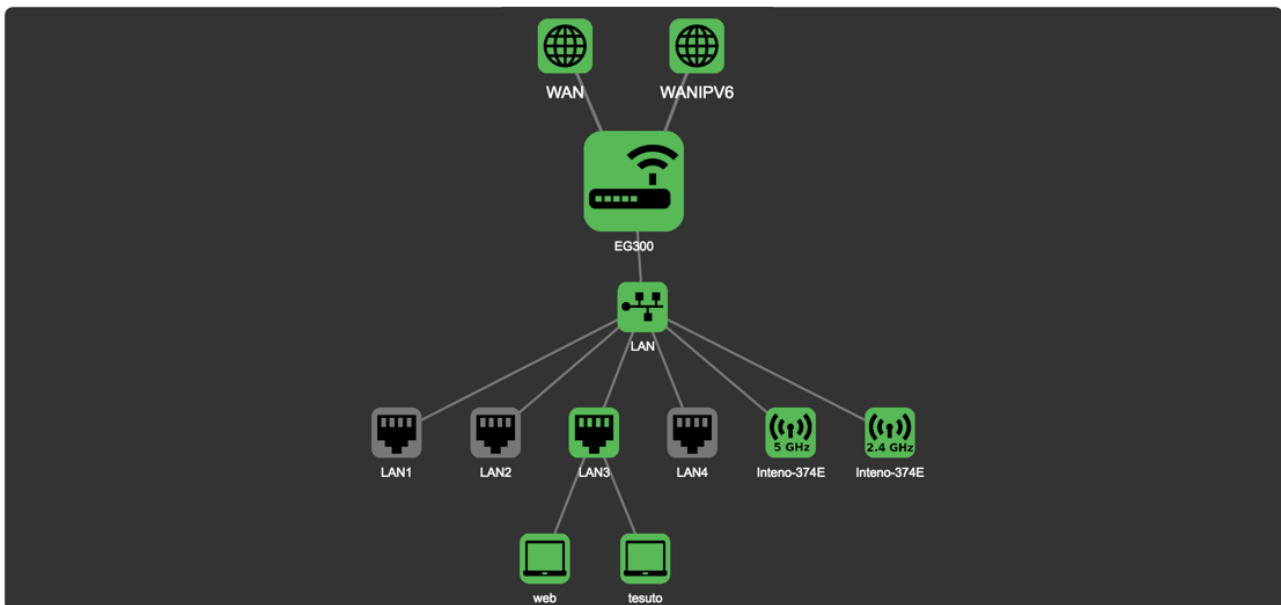 WAN
WANIPV6
EG300
LAN
5 GHz
2.4 GHz
LAN1
LAN2
LAN3
LAN4
Inteno-374E
Inteno-374E
web
tesuto